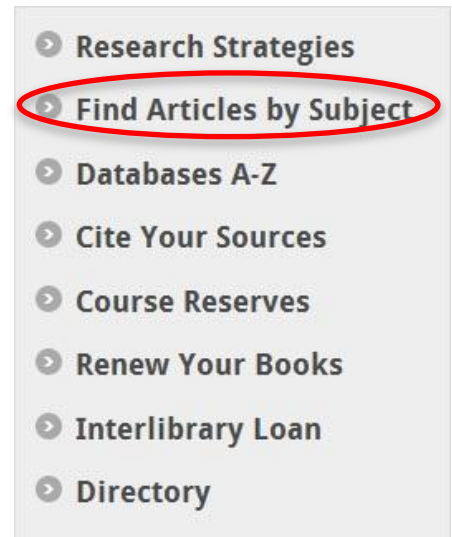 Research Strategies
Find Articles by Subject
Databases A-Z
Cite Your Sources
Course Reserves
Renew Your Books
Interlibrary Loan
Directory